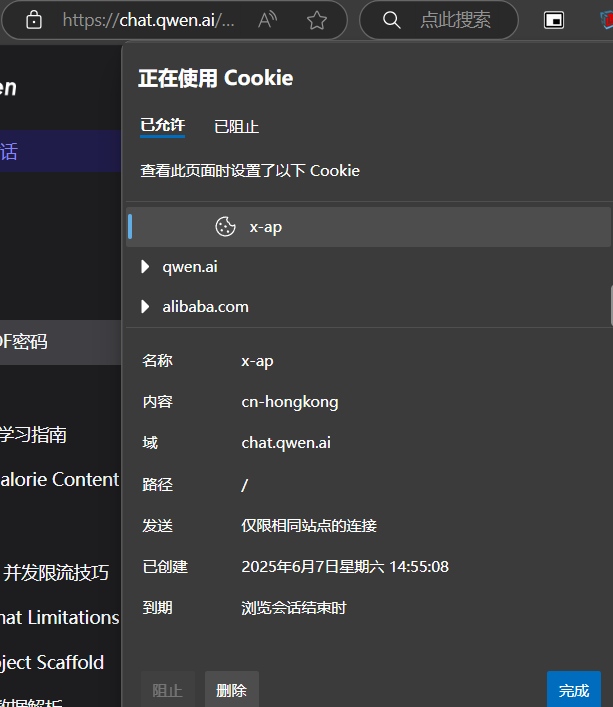 https://chat.qwen.ai/...
点此搜索
en
话
正在使用 Cookie
已允许 已阻止
查看此页面时设置了以下 Cookie
x-ap
qwen.ai
alibaba.com
DF密码
名称 x-ap
内容 cn-hongkong
学习指南
域 chat.qwen.ai
alorie Content
路径 /
发送 仅限相同站点的连接
并发限流技巧
已创建 2025年6月7日星期六 14:55:08
hat Limitations
到期 浏览会话结束时
ject Scaffold
阻止 删除 完成
数据解析